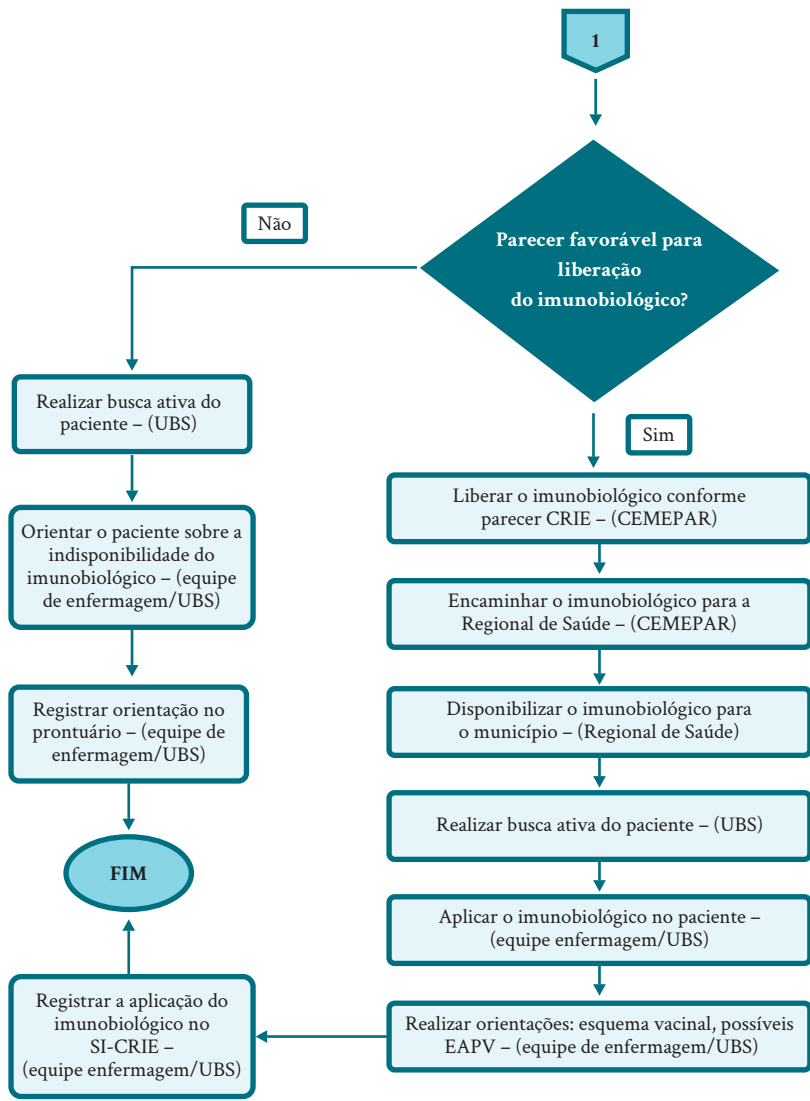 1
Parecer favorável para
liberação
do imunobiológico?
Não
Realizar busca ativa do
paciente – (UBS)
Orientar o paciente sobre a
indisponibilidade do
imunobiológico – (equipe
de enfermagem/UBS)
Registrar orientação no
prontuário – (equipe de
enfermagem/UBS)
FIM
Sim
Liberar o imunobiológico conforme
parecer CRIE – (CEMEPAR)
Encaminhar o imunobiológico para a
Regional de Saúde – (CEMEPAR)
Disponibilizar o imunobiológico para
o município – (Regional de Saúde)
Realizar busca ativa do paciente – (UBS)
Aplicar o imunobiológico no paciente –
(equipe enfermagem/UBS)
Realizar orientações: esquema vacinal, possíveis
EAPV – (equipe de enfermagem/UBS)
Registrar a aplicação do
imunobiológico no
SI-CRIE –
(equipe enfermagem/UBS)